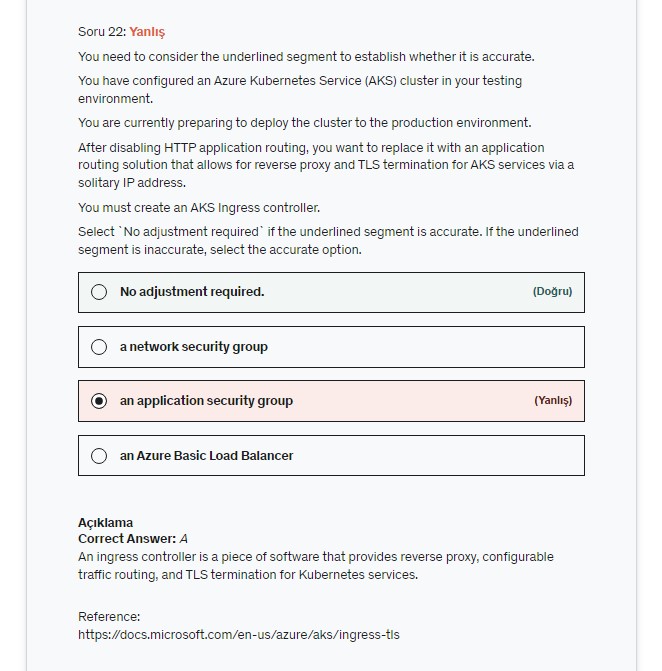 Soru 22: Yanlış
You need to consider the underlined segment to establish whether it is accurate.
You have configured an Azure Kubernetes Service (AKS) cluster in your testing
environment.
You are currently preparing to deploy the cluster to the production environment.
After disabling HTTP application routing, you want to replace it with an application
routing solution that allows for reverse proxy and TLS termination for AKS services via a
solitary IP address.
You must create an AKS Ingress controller.
Select `No adjustment required` if the underlined segment is accurate. If the underlined
segment is inaccurate, select the accurate option.
No adjustment required. (Doğru)
a network security group
an application security group (Yanlış)
an Azure Basic Load Balancer
Açıklama
Correct Answer: A
An ingress controller is a piece of software that provides reverse proxy, configurable
traffic routing, and TLS termination for Kubernetes services.
Reference:
https://docs.microsoft.com/en-us/azure/aks/ingress-tls